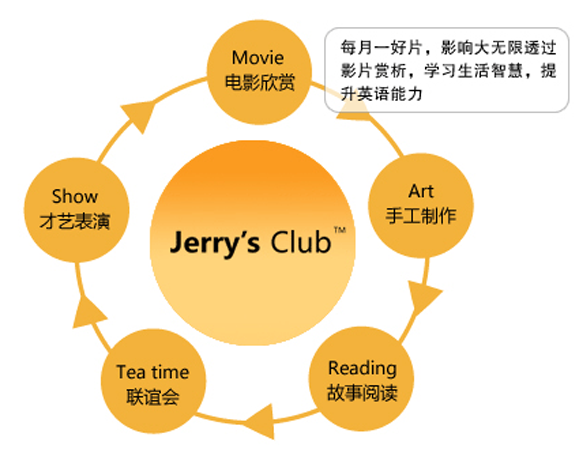 Movie
电影欣赏
每月一好片，影响大无限透过
影片赏析，学习生活智慧，提
升英语能力
Show
才艺表演
Art
手工制作
Jerry's Club™
Tea time
联谊会
Reading
故事阅读